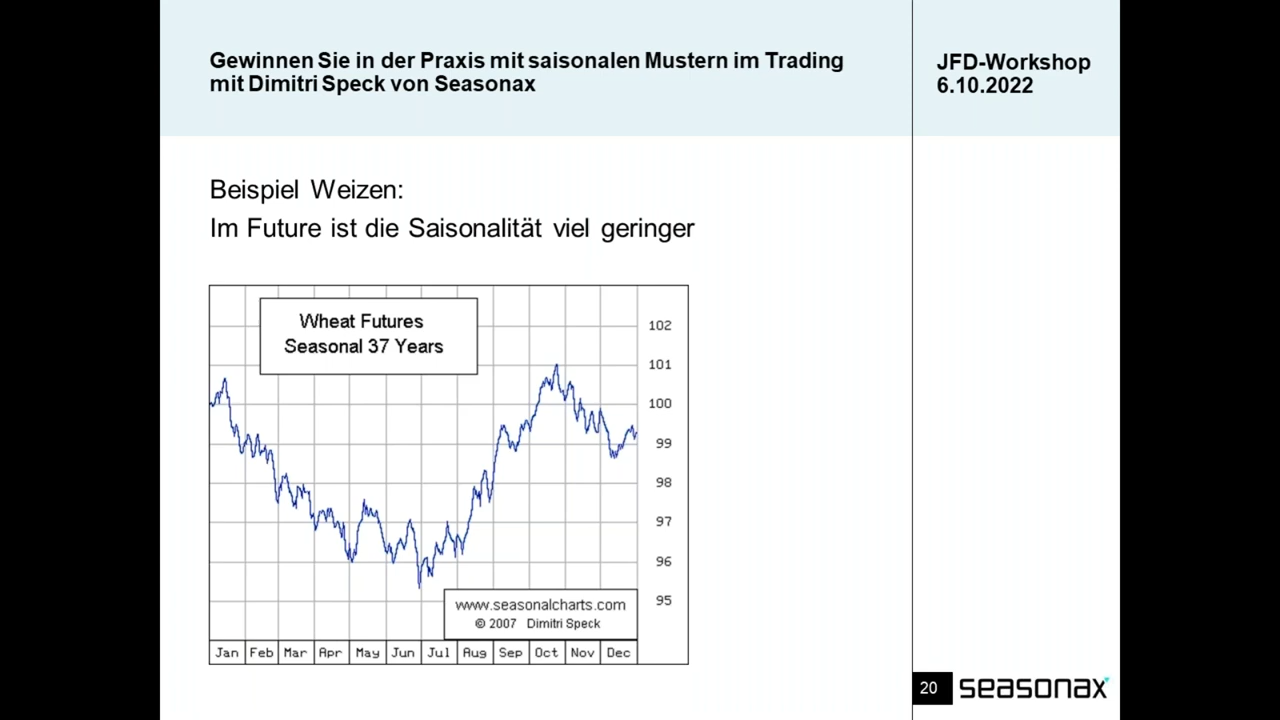 Gewinnen Sie in der Praxis mit saisonalen Mustern im Trading
mit Dimitri Speck von Seasonax
JFD-Workshop
6.10.2022
Beispiel Weizen:
Im Future ist die Saisonalität viel geringer
Wheat Futures
Seasonal 37 Years
102
101
100
99
98
97
96
95
www.seasonalcharts.com
© 2007 Dimitri Speck
Jan Feb Mar Apr May Jun Jul Aug Sep Oct Nov Dec
20
seasonax